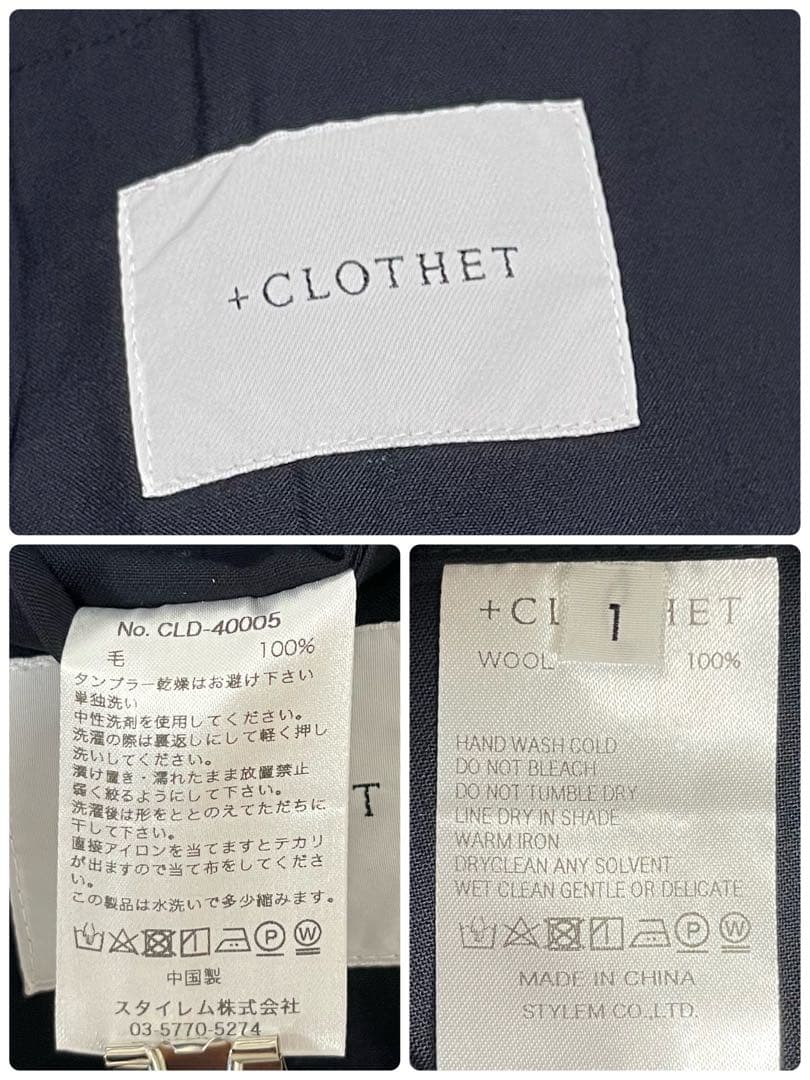 +CLOTHET
No. CLD-40005
毛 100%
タンブラー乾燥はお避け下さい
単独洗い
中性洗剤を使用してください。
洗濯の際は裏返しにして軽く押し
洗いしてください。
漬け置き・濡れたまま放置禁止
弱く絞るようにして下さい。
洗濯後は形をととのえてただちに
干して下さい。
直接アイロンを当てますとテカリ
が出ますので当て布をしてくださ
い。
この製品は水洗いで多少縮みます。
P W
中国製
スタイレム株式会社
03-5770-5274
T
+CL HET
1
WOOL 100%
HAND WASH COLD
DO NOT BLEACH
DO NOT TUMBLE DRY
LINE DRY IN SHADE
WARM IRON
DRYCLEAN ANY SOLVENT
WET CLEAN GENTLE OR DELICATE
P W
MADE IN CHINA
STYLEM CO.,LTD.